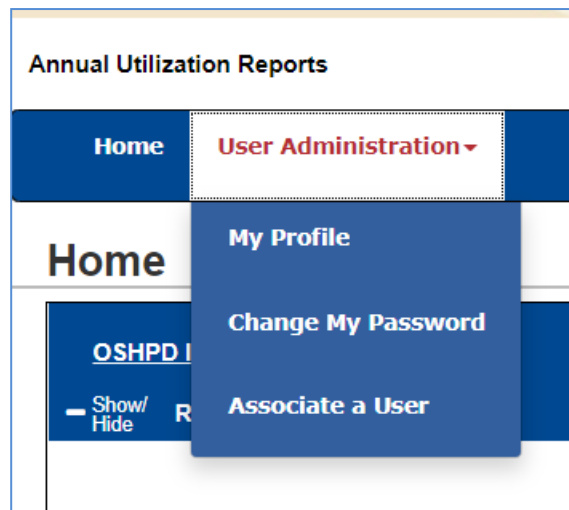 Annual Utilization Reports
Home User Administration
My Profile
Home
Change My Password
OSHPD I
Associate a User
Show/
Hide R